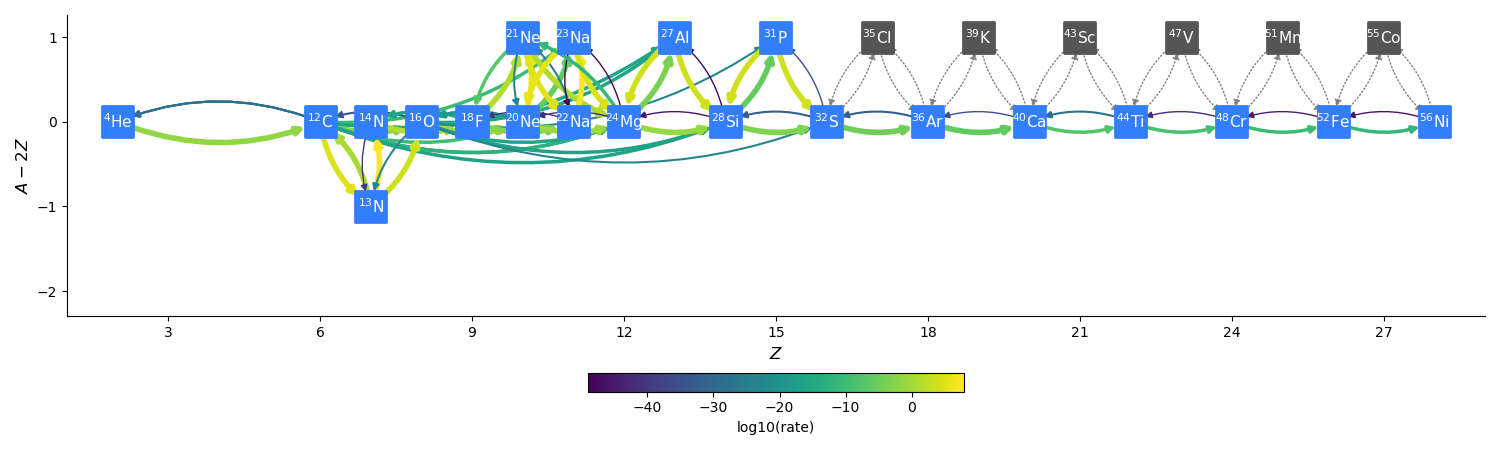 1
0
−1
−2
A − 2Z
²¹Ne ²³Na ²⁷Al ³¹P ³⁵Cl ³⁹K ⁴³Sc ⁴⁷V ⁵¹Mn ⁵⁵Co
⁴He ¹²C ¹⁴N ¹⁶O ¹⁸F ²⁰Ne ²²Na ²⁴Mg ²⁸Si ³²S ³⁶Ar ⁴⁰Ca ⁴⁴Ti ⁴⁸Cr ⁵²Fe ⁵⁶Ni
¹³N
3 6 9 12 15 18 21 24 27
Z
−40 −30 −20 −10 0
log10(rate)